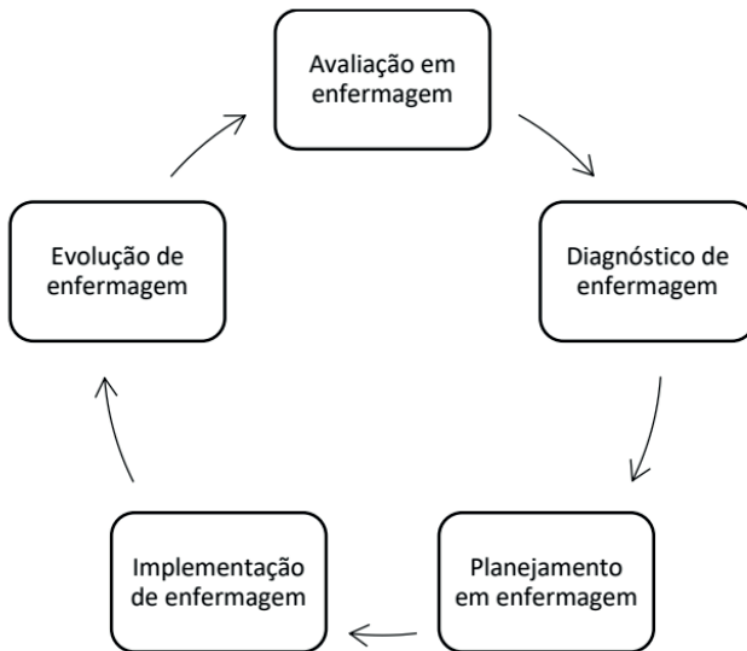 Avaliação em
enfermagem
Diagnóstico de
enfermagem
Planejamento
em enfermagem
Implementação
de enfermagem
Evolução de
enfermagem